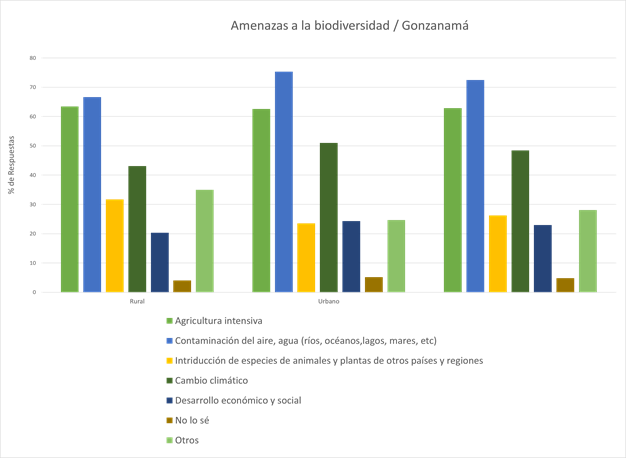 Amenazas a la biodiversidad / Gonzanamá
80
70
60
50
40
30
20
10
0
% de Respuestas
Rural
Urbano
Agricultura intensiva
Contaminación del aire, agua (ríos, océanos,lagos, mares, etc)
Intriducción de especies de animales y plantas de otros países y regiones
Cambio climático
Desarrollo económico y social
No lo sé
Otros